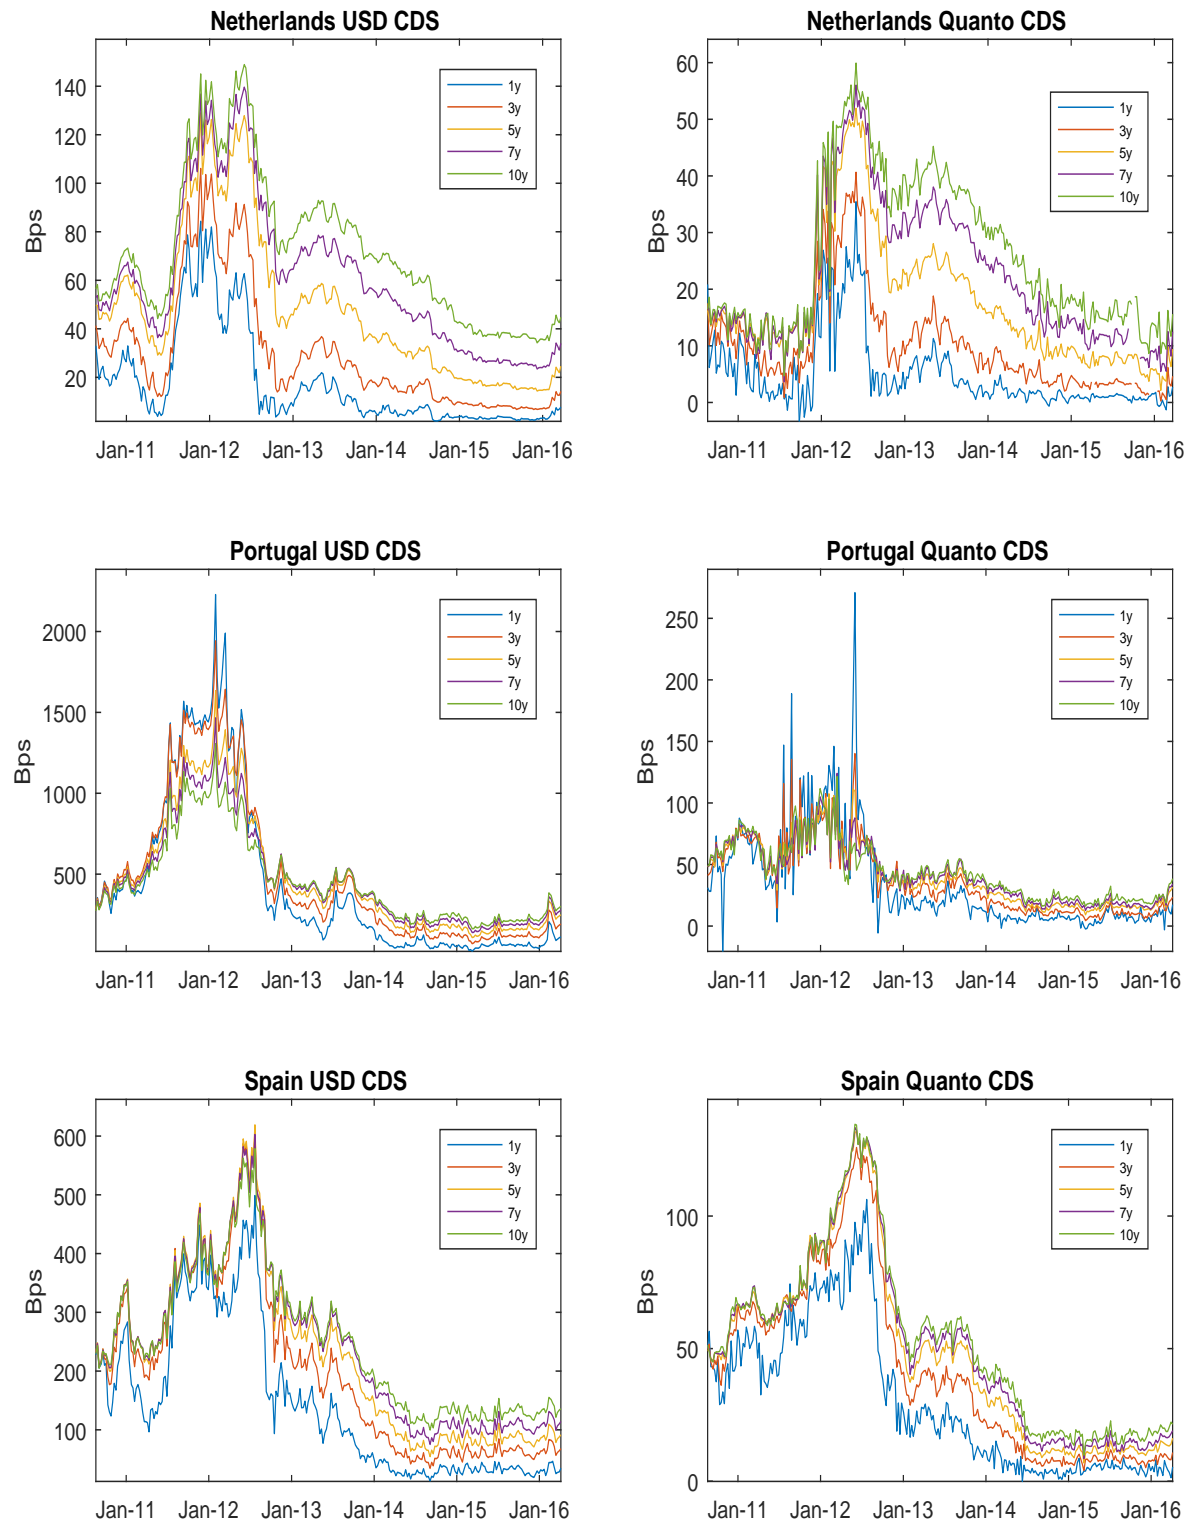 Netherlands USD CDS
Bps
140
120
100
80
60
40
20
Jan-11 Jan-12 Jan-13 Jan-14 Jan-15 Jan-16
1y
3y
5y
7y
10y
Netherlands Quanto CDS
Bps
60
50
40
30
20
10
0
Jan-11 Jan-12 Jan-13 Jan-14 Jan-15 Jan-16
1y
3y
5y
7y
10y
Portugal USD CDS
Bps
2000
1500
1000
500
Jan-11 Jan-12 Jan-13 Jan-14 Jan-15 Jan-16
1y
3y
5y
7y
10y
Portugal Quanto CDS
Bps
250
200
150
100
50
0
Jan-11 Jan-12 Jan-13 Jan-14 Jan-15 Jan-16
1y
3y
5y
7y
10y
Spain USD CDS
Bps
600
500
400
300
200
100
Jan-11 Jan-12 Jan-13 Jan-14 Jan-15 Jan-16
1y
3y
5y
7y
10y
Spain Quanto CDS
Bps
100
50
0
Jan-11 Jan-12 Jan-13 Jan-14 Jan-15 Jan-16
1y
3y
5y
7y
10y